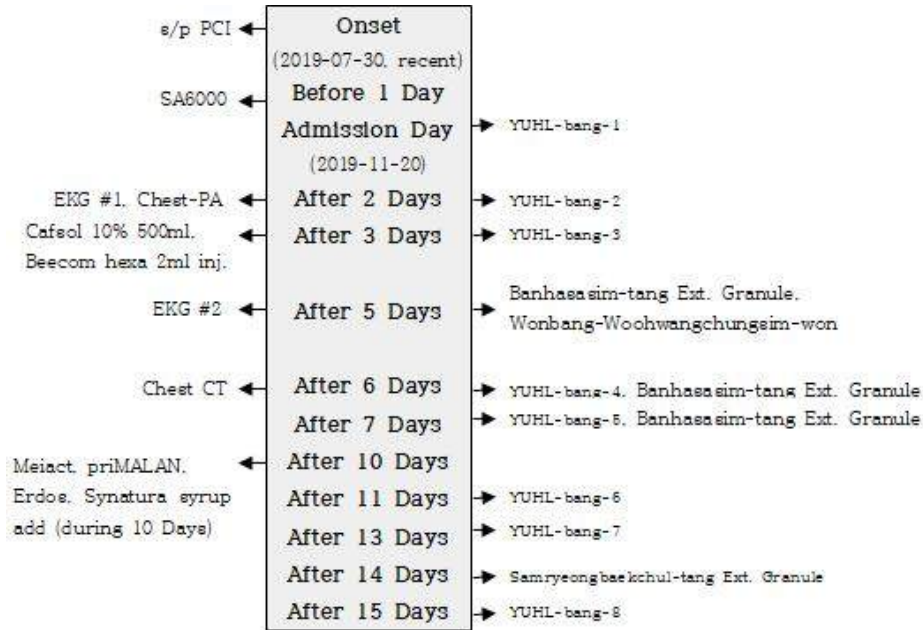 s/p PCI
Onset
(2019-07-30, recent)
SA6000
Before 1 Day
Admission Day
YUHL-bang-1
(2019-11-20)
EKG #1, Chest-PA
After 2 Days
YUHL-bang-2
Cafsol 10% 500ml,
Beecom hexa 2ml inj.
After 3 Days
YUHL-bang-3
EKG #2
After 5 Days
Banhasasim-tang Ext. Granule,
Wonbang-Woohwangchungsim-won
Chest CT
After 6 Days
YUHL-bang-4, Banhasasim-tang Ext. Granule
After 7 Days
YUHL-bang-5, Banhasasim-tang Ext. Granule
Meiact, priMALAN,
Erdos, Synatura syrup
add (during 10 Days)
After 10 Days
After 11 Days
YUHL-bang-6
After 13 Days
YUHL-bang-7
After 14 Days
Samryeongbaekchul-tang Ext. Granule
After 15 Days
YUHL-bang-8